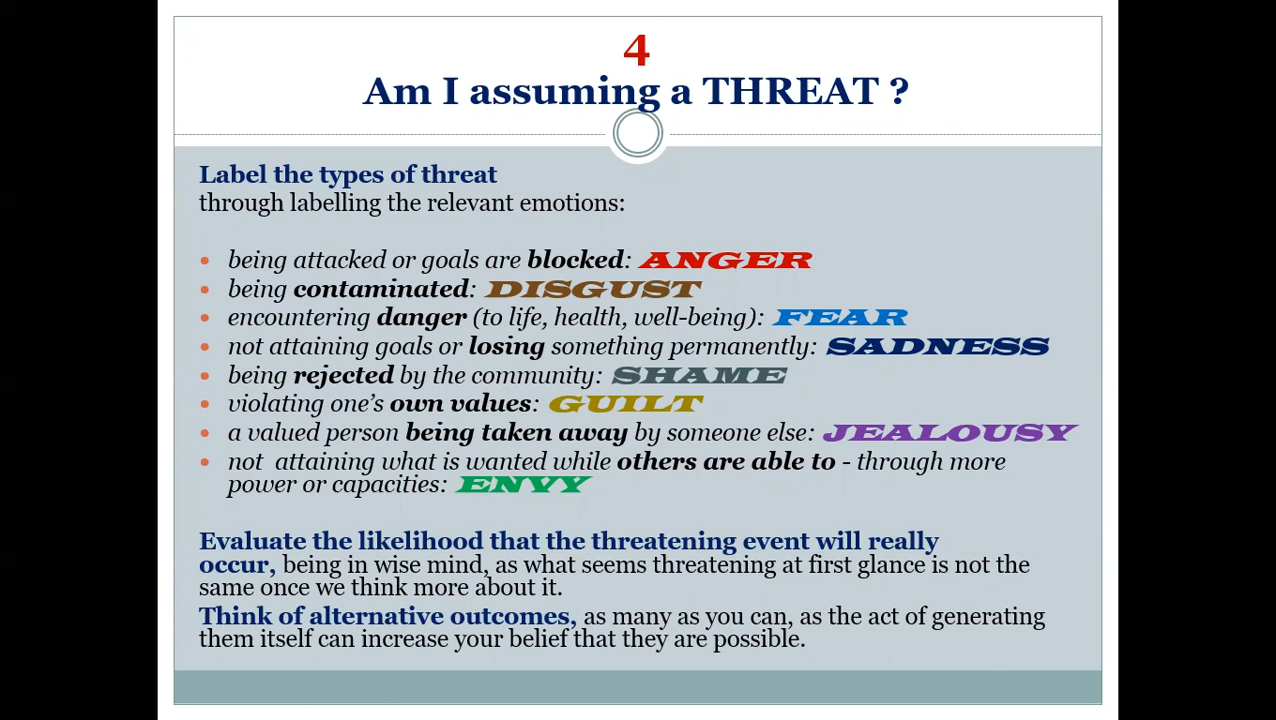 4
Am I assuming a THREAT ?
Label the types of threat
through labelling the relevant emotions:
• being attacked or goals are blocked: ANGER
• being contaminated: DISGUST
• encountering danger (to life, health, well-being): FEAR
• not attaining goals or losing something permanently: SADNESS
• being rejected by the community: SHAME
• violating one's own values: GUILT
• a valued person being taken away by someone else: JEALOUSY
• not attaining what is wanted while others are able to - through more
power or capacities: ENVY
Evaluate the likelihood that the threatening event will really
occur, being in wise mind, as what seems threatening at first glance is not the
same once we think more about it.
Think of alternative outcomes, as many as you can, as the act of generating
them itself can increase your belief that they are possible.